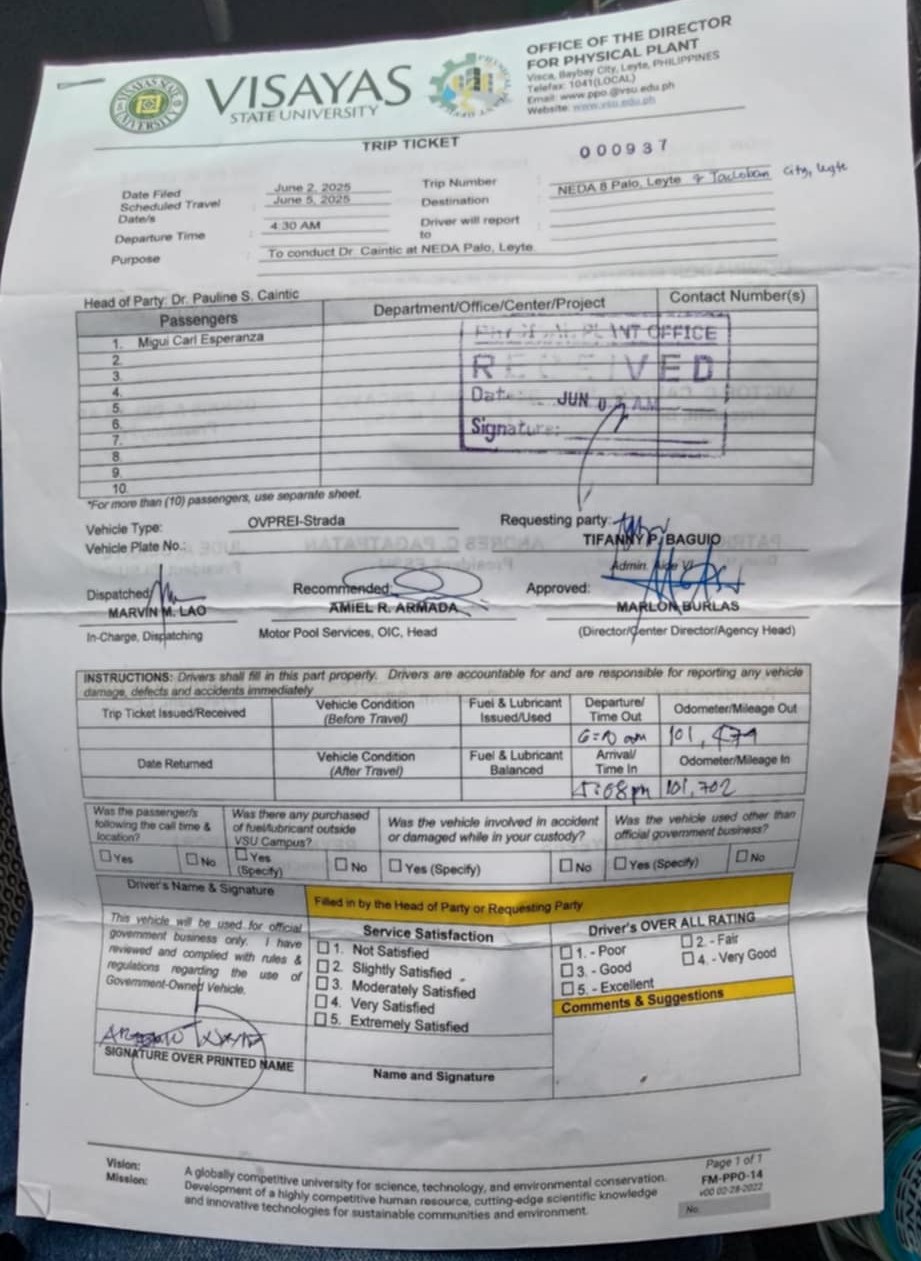 VISAYAS
STATE UNIVERSITY
OFFICE OF THE DIRECTOR
FOR PHYSICAL PLANT
Visca, Baybay City, Leyte, PHILIPPINES
Telefax: 1041(LOCAL)
Email: www.ppo@vsu.edu.ph
Website: www.vsu.edu.ph
TRIP TICKET
000937
Date Filed : June 2, 2025
Scheduled Travel Date/s : June 5, 2025
Departure Time : 4:30 AM
Purpose : To conduct Dr. Caintic at NEDA Palo, Leyte.
Trip Number
Destination : NEDA 8 Palo, Leyte & Tacloban City, Leyte
Driver will report to :
Head of Party: Dr. Pauline S. Caintic
Passengers Department/Office/Center/Project Contact Number(s)
1. Migui Carl Esperanza
2.
3.
4.
5.
6.
7.
8.
9.
10.
PHYSICAL PLANT OFFICE
RECEIVED
Date: JUN 0 AM
Signature:
*For more than (10) passengers, use separate sheet.
Vehicle Type: OVPREI-Strada
Vehicle Plate No.:
Requesting party:
TIFANNY P. BAGUIO
Admin. Aide VI
Dispatched: Recommended: Approved:
MARVIN M. LAO AMIEL R. ARMADA MARLON BURLAS
In-Charge, Dispatching Motor Pool Services, OIC, Head (Director/Center Director/Agency Head)
INSTRUCTIONS: Drivers shall fill in this part properly. Drivers are accountable for and are responsible for reporting any vehicle
damage, defects and accidents immediately
Trip Ticket Issued/Received Vehicle Condition (Before Travel) Fuel & Lubricant Issued/Used Departure/ Time Out Odometer/Mileage Out
am 101, 479
Date Returned Vehicle Condition (After Travel) Fuel & Lubricant Balanced Arrival/ Time In Odometer/Mileage In
5:08pm 101,702
Was the passenger/s following the call time & location? Was there any purchased of fuel/lubricant outside VSU Campus? Was the vehicle involved in accident or damaged while in your custody? Was the vehicle used other than official government business?
Yes No Yes (Specify) No Yes (Specify) No Yes (Specify) No
Driver's Name & Signature
Filled in by the Head of Party or Requesting Party
This vehicle will be used for official
government business only. I have
reviewed and complied with rules &
regulations regarding the use of
Government-Owned Vehicle.
SIGNATURE OVER PRINTED NAME
Service Satisfaction
1. Not Satisfied
2. Slightly Satisfied
3. Moderately Satisfied
4. Very Satisfied
5. Extremely Satisfied
Name and Signature
Driver's OVER ALL RATING
1. - Poor 2. - Fair
3. - Good 4. - Very Good
5. - Excellent
Comments & Suggestions
Vision: A globally competitive university for science, technology, and environmental conservation.
Mission: Development of a highly competitive human resource, cutting-edge scientific knowledge
and innovative technologies for sustainable communities and environment.
Page 1 of 1
FM-PPO-14
v00 02-28-2022
No.